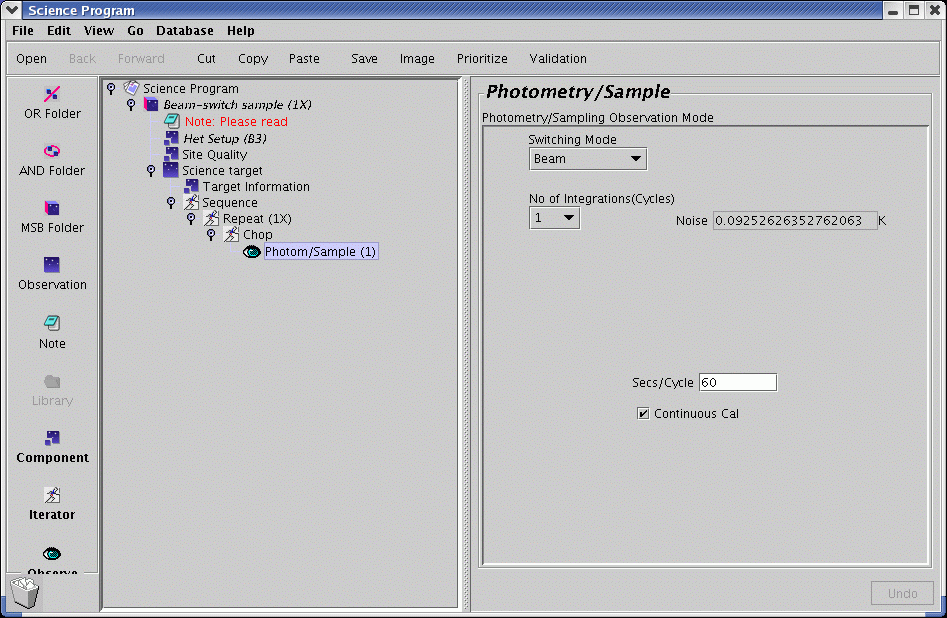 Science Program
File Edit View Go Database Help
Open Back Forward Cut Copy Paste Save Image Prioritize Validation
OR Folder
AND Folder
MSB Folder
Observation
Note
Library
Component
Iterator
Observe
Science Program
Beam-switch sample (1X)
Note: Please read
Het Setup (B3)
Site Quality
Science target
Target Information
Sequence
Repeat (1X)
Chop
Photom/Sample (1)
Photometry/Sample
Photometry/Sampling Observation Mode
Switching Mode
Beam
No of Integrations(Cycles)
1
Noise 0.09252626352762063 K
Secs/Cycle 60
Continuous Cal
Undo